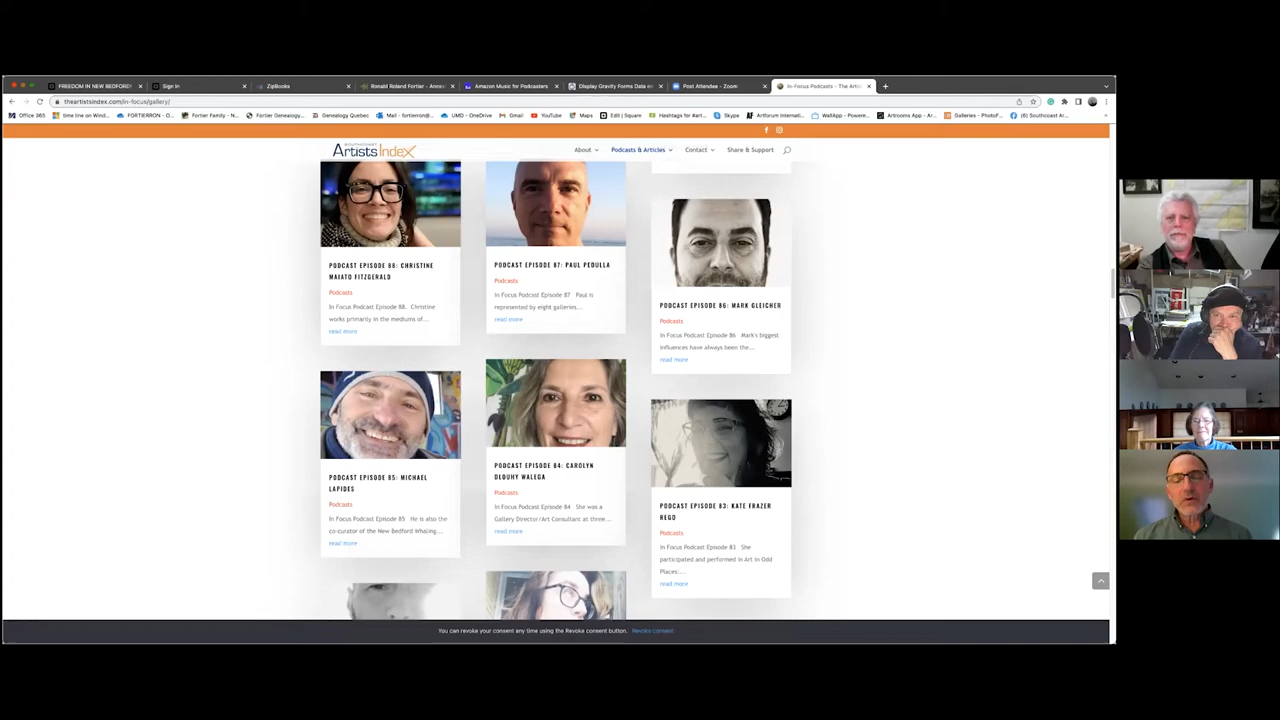 FREEDOM IN NEW BEDFORD
Sign In
ZipBooks
Ronald Roland Fortier - Ances
Amazon Music for Podcasters
Display Gravity Forms Data on
Post Attendee - Zoom
In-Focus Podcasts - The Artis
theartistsindex.com/in-focus/gallery/
Office 365
time line on Wind...
FORTIERRON - O...
Fortier Family - N...
Fortier Genealogy...
Genealogy Quebec
Mail - fortierron@...
UMD - OneDrive
Gmail
YouTube
Maps
Edit | Square
Hashtags for #art...
Skype
Artforum Internati...
WallApp - Powere...
Artrooms App - Ar...
Galleries - PhotoF...
(6) Southcoast Ar...
SOUTHCOAST
Artists Index
About
Podcasts & Articles
Contact
Share & Support
PODCAST EPISODE 88: CHRISTINE
MAIATO FITZGERALD
Podcasts
In Focus Podcast Episode 88. Christine
works primarily in the mediums of...
read more
PODCAST EPISODE 87: PAUL PEDULLA
Podcasts
In Focus Podcast Episode 87 Paul is
represented by eight galleries...
read more
PODCAST EPISODE 86: MARK GLEICHER
Podcasts
In Focus Podcast Episode 86 Mark's biggest
influences have always been the...
read more
PODCAST EPISODE 85: MICHAEL
LAPIDES
Podcasts
In Focus Podcast Episode 85 He is also the
co-curator of the New Bedford Whaling...
read more
PODCAST EPISODE 84: CAROLYN
DLOUHY WALEGA
Podcasts
In Focus Podcast Episode 84 She was a
Gallery Director/Art Consultant at three...
read more
PODCAST EPISODE 83: KATE FRAZER
REGO
Podcasts
In Focus Podcast Episode 83 She
participated and performed in Art In Odd
Places:...
read more
You can revoke your consent any time using the Revoke consent button. Revoke consent